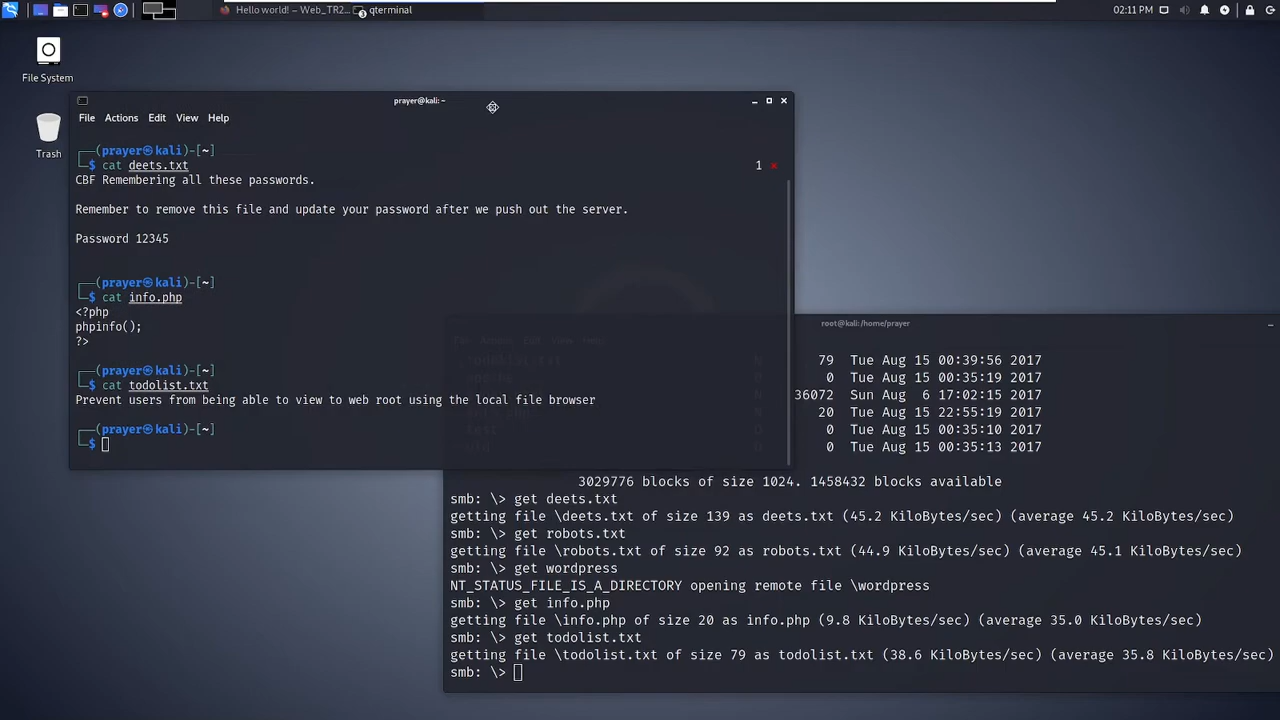 Hello world! – Web_TR2...
qterminal
3
02:11 PM
File System
Trash
prayer@kali: ~
File Actions Edit View Help
┌──(prayer㉿kali)-[~]
└─$ cat deets.txt
1 ×
CBF Remembering all these passwords.
Remember to remove this file and update your password after we push out the server.
Password 12345
┌──(prayer㉿kali)-[~]
└─$ cat info.php
<?php
phpinfo();
?>
┌──(prayer㉿kali)-[~]
└─$ cat todolist.txt
Prevent users from being able to view to web root using the local file browser
┌──(prayer㉿kali)-[~]
└─$
root@kali: /home/prayer
File Actions Edit View Help
79 Tue Aug 15 00:39:56 2017
0 Tue Aug 15 00:35:19 2017
36072 Sun Aug 6 17:02:15 2017
20 Tue Aug 15 22:55:19 2017
0 Tue Aug 15 00:35:10 2017
0 Tue Aug 15 00:35:13 2017
3029776 blocks of size 1024. 1458432 blocks available
smb: \> get deets.txt
getting file \deets.txt of size 139 as deets.txt (45.2 KiloBytes/sec) (average 45.2 KiloBytes/sec)
smb: \> get robots.txt
getting file \robots.txt of size 92 as robots.txt (44.9 KiloBytes/sec) (average 45.1 KiloBytes/sec)
smb: \> get wordpress
NT_STATUS_FILE_IS_A_DIRECTORY opening remote file \wordpress
smb: \> get info.php
getting file \info.php of size 20 as info.php (9.8 KiloBytes/sec) (average 35.0 KiloBytes/sec)
smb: \> get todolist.txt
getting file \todolist.txt of size 79 as todolist.txt (38.6 KiloBytes/sec) (average 35.8 KiloBytes/sec)
smb: \>